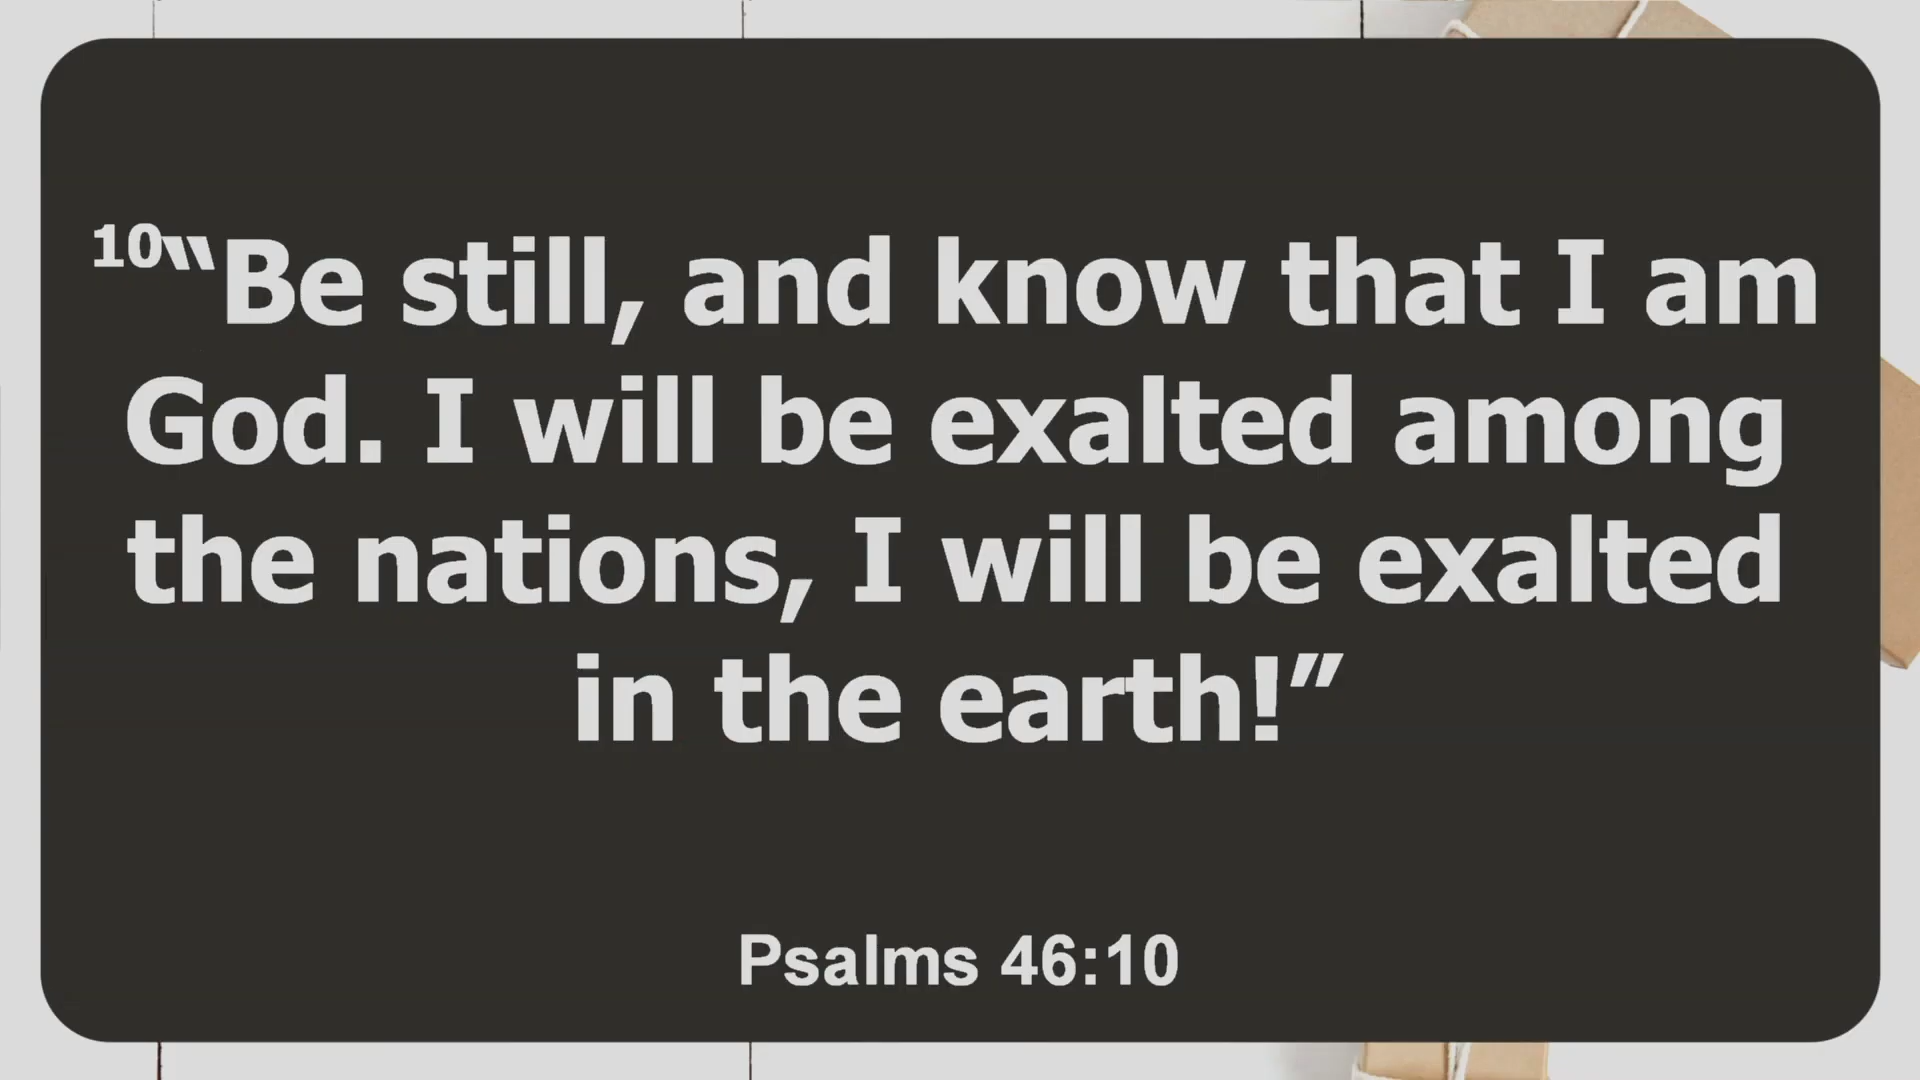 10“Be still, and know that I am
God. I will be exalted among
the nations, I will be exalted
in the earth!”
Psalms 46:10